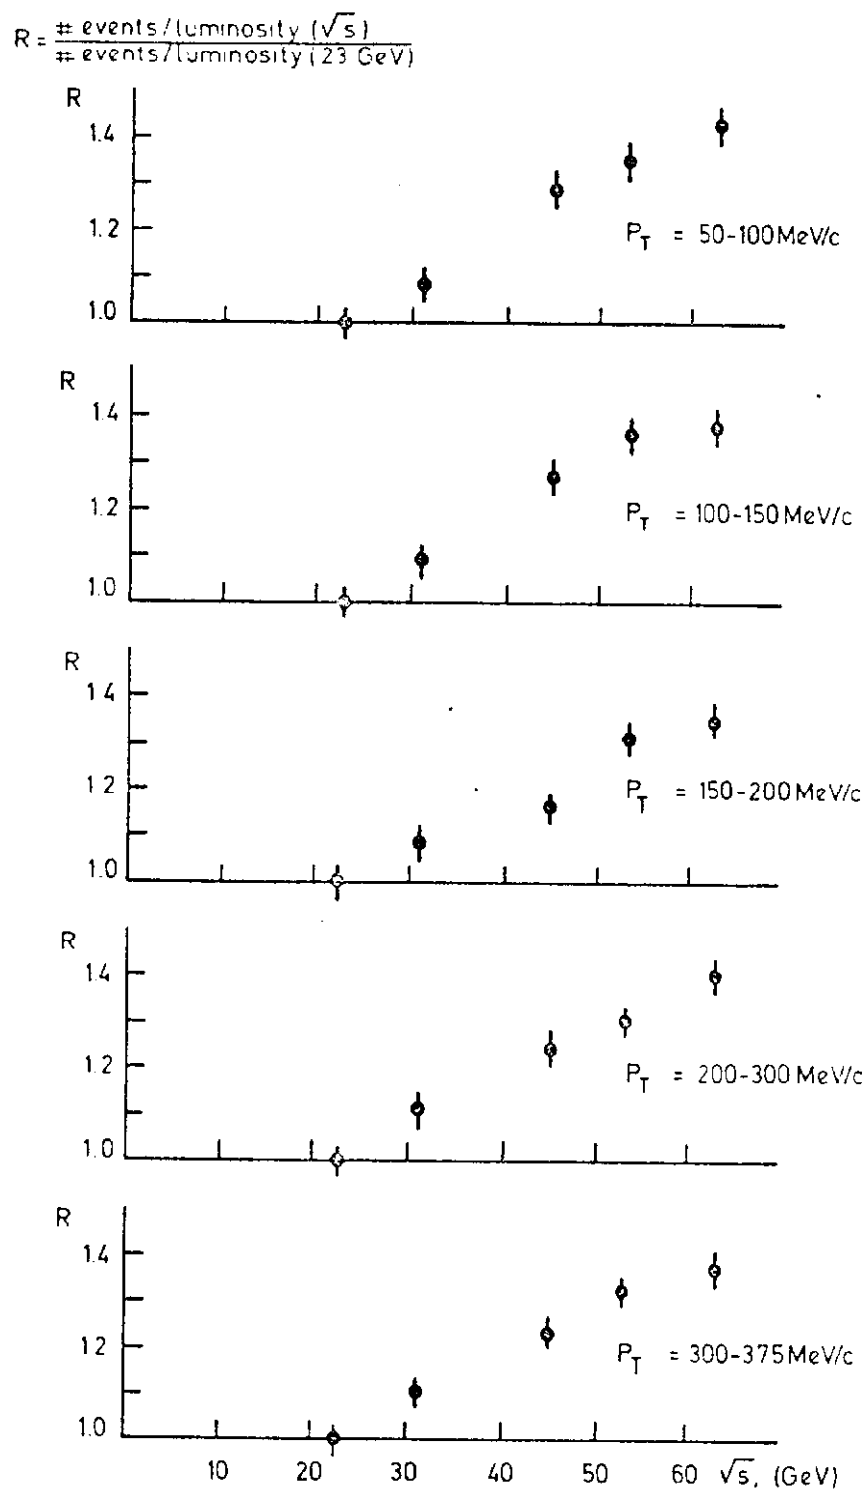 R = # events/luminosity (√s)
# events/luminosity (23 GeV)
R
1.4
1.2
P_T = 50-100 MeV/c
1.0
R
1.4
1.2
P_T = 100-150 MeV/c
1.0
R
1.4
1.2
P_T = 150-200 MeV/c
1.0
R
1.4
1.2
P_T = 200-300 MeV/c
1.0
R
1.4
1.2
P_T = 300-375 MeV/c
1.0
10 20 30 40 50 60 √s, (GeV)